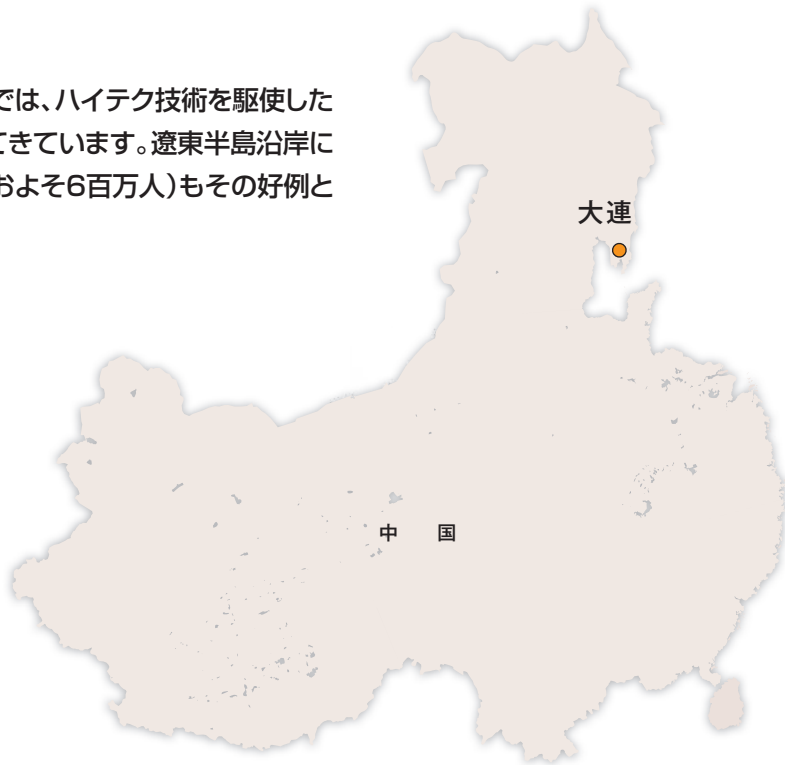 では、ハイテク技術を駆使した
てきています。遼東半島沿岸に
およそ6百万人)もその好例と
大連
中 国